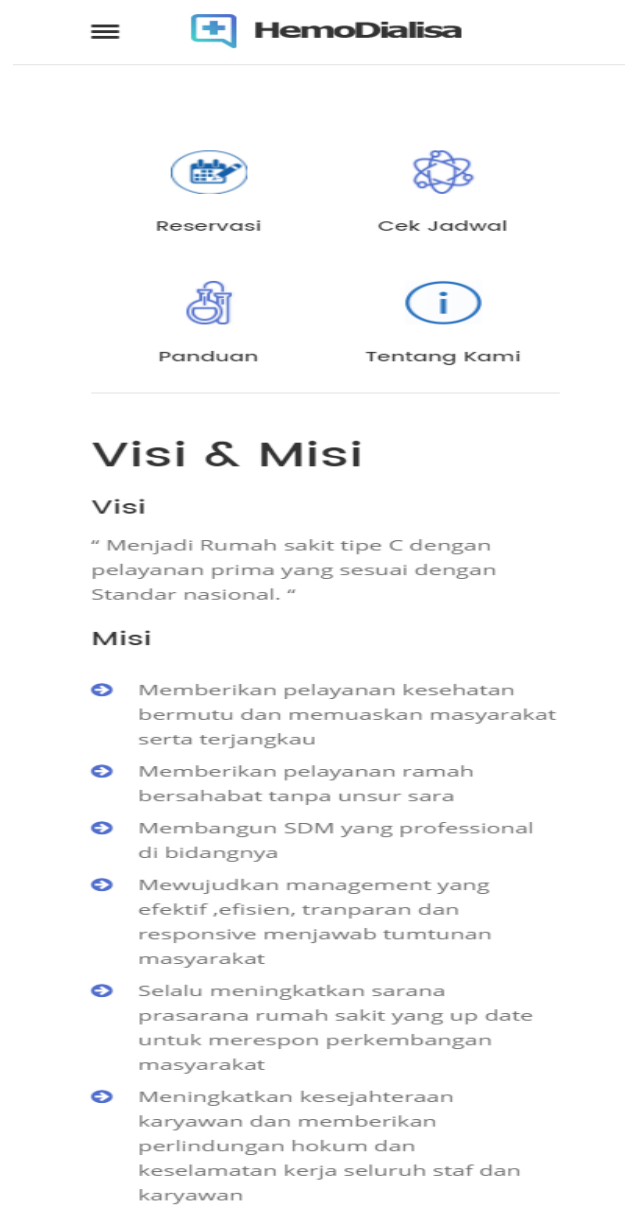 HemoDialisa
Reservasi
Cek Jadwal
Panduan
Tentang Kami
Visi & Misi
Visi
“ Menjadi Rumah sakit tipe C dengan
pelayanan prima yang sesuai dengan
Standar nasional. “
Misi
Memberikan pelayanan kesehatan
bermutu dan memuaskan masyarakat
serta terjangkau
Memberikan pelayanan ramah
bersahabat tanpa unsur sara
Membangun SDM yang professional
di bidangnya
Mewujudkan management yang
efektif ,efisien, tranparan dan
responsive menjawab tumtunan
masyarakat
Selalu meningkatkan sarana
prasarana rumah sakit yang up date
untuk merespon perkembangan
masyarakat
Meningkatkan kesejahteraan
karyawan dan memberikan
perlindungan hokum dan
keselamatan kerja seluruh staf dan
karyawan